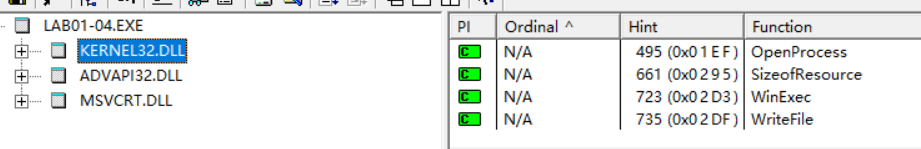 LAB01-04.EXE
KERNEL32.DLL
ADVAPI32.DLL
MSVCRT.DLL
PI Ordinal ^ Hint Function
C N/A 495 (0x01EF) OpenProcess
C N/A 661 (0x0295) SizeofResource
C N/A 723 (0x02D3) WinExec
C N/A 735 (0x02DF) WriteFile